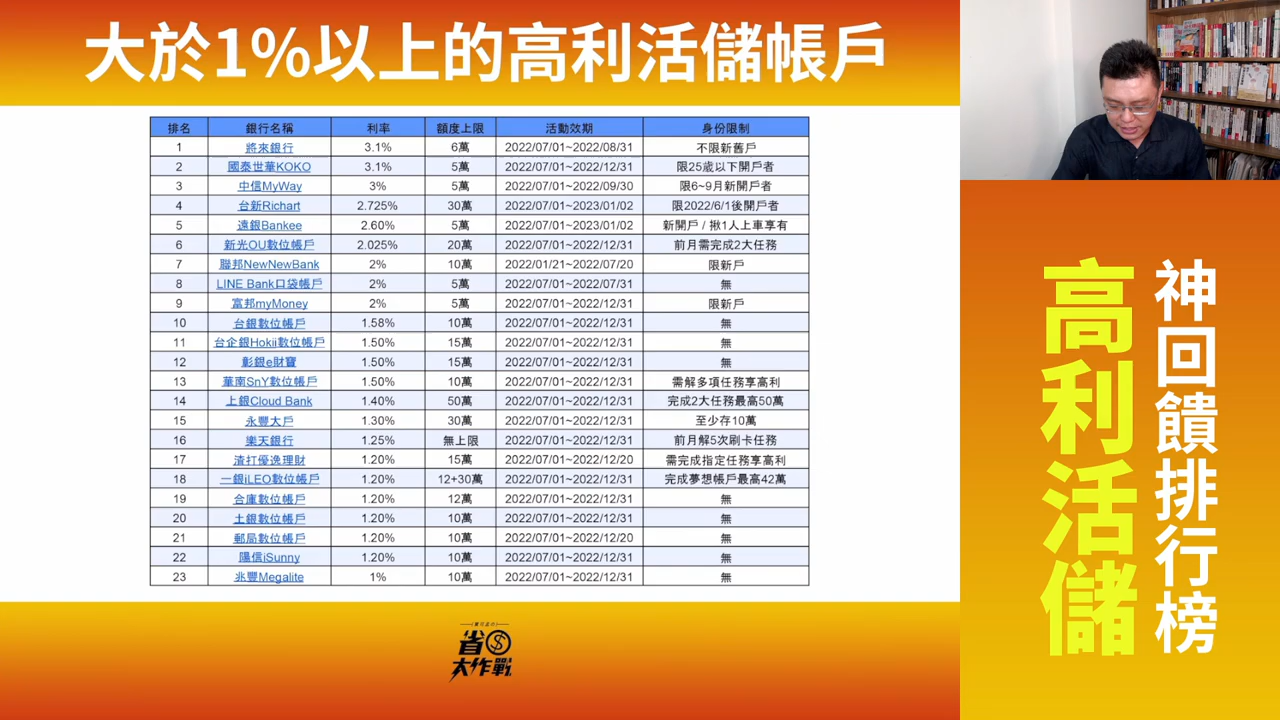 大於1%以上的高利活儲帳戶
排名 銀行名稱 利率 額度上限 活動效期 身份限制
1 將來銀行 3.1% 6萬 2022/07/01~2022/08/31 不限新舊戶
2 國泰世華KOKO 3.1% 5萬 2022/07/01~2022/12/31 限25歲以下開戶者
3 中信MyWay 3% 5萬 2022/07/01~2022/09/30 限6~9月新開戶者
4 台新Richart 2.725% 30萬 2022/07/01~2023/01/02 限2022/6/1後開戶者
5 遠銀Bankee 2.60% 5萬 2022/07/01~2023/01/02 新開戶 / 揪1人上車享有
6 新光OU數位帳戶 2.025% 20萬 2022/07/01~2022/12/31 前月需完成2大任務
7 聯邦NewNewBank 2% 10萬 2022/01/21~2022/07/20 限新戶
8 LINE Bank口袋帳戶 2% 5萬 2022/07/01~2022/07/31 無
9 富邦myMoney 2% 5萬 2022/07/01~2022/12/31 限新戶
10 台銀數位帳戶 1.58% 10萬 2022/07/01~2022/12/31 無
11 台企銀Hokii數位帳戶 1.50% 15萬 2022/07/01~2022/12/31 無
12 彰銀e財寶 1.50% 15萬 2022/07/01~2022/12/31 無
13 華南SnY數位帳戶 1.50% 10萬 2022/07/01~2022/12/31 需解多項任務享高利
14 上銀Cloud Bank 1.40% 50萬 2022/07/01~2022/12/31 完成2大任務最高50萬
15 永豐大戶 1.30% 30萬 2022/07/01~2022/12/31 至少存10萬
16 樂天銀行 1.25% 無上限 2022/07/01~2022/12/31 前月解5次刷卡任務
17 渣打優逸理財 1.20% 15萬 2022/07/01~2022/12/20 需完成指定任務享高利
18 一銀iLEO數位帳戶 1.20% 12+30萬 2022/07/01~2022/12/31 完成夢想帳戶最高42萬
19 合庫數位帳戶 1.20% 12萬 2022/07/01~2022/12/31 無
20 土銀數位帳戶 1.20% 10萬 2022/07/01~2022/12/31 無
21 郵局數位帳戶 1.20% 10萬 2022/07/01~2022/12/20 無
22 陽信iSunny 1.20% 10萬 2022/07/01~2022/12/31 無
23 兆豐Megalite 1% 10萬 2022/07/01~2022/12/31 無
省$
大作戰
神回饋排行榜
高利活儲